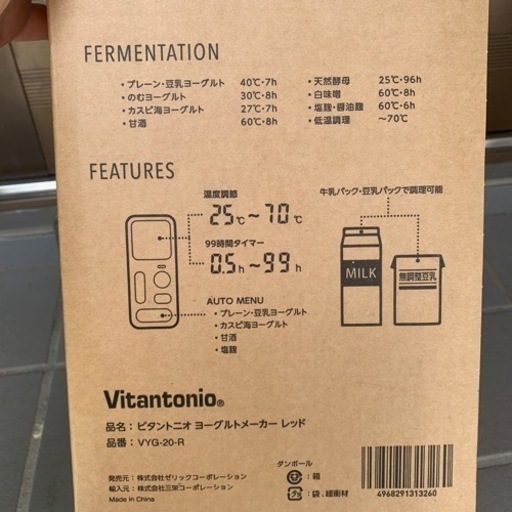 FERMENTATION
・プレーン・豆乳ヨーグルト 40℃・7h
・のむヨーグルト 30℃・8h
・カスピ海ヨーグルト 27℃・7h
・甘酒 60℃・8h
・天然酵母 25℃・96h
・白味噌 60℃・8h
・塩麹・醤油麹 60℃・6h
・低温調理 〜70℃
FEATURES
温度調節
25℃〜70℃
99時間タイマー
0.5h〜99h
AUTO MENU
・プレーン・豆乳ヨーグルト
・カスピ海ヨーグルト
・甘酒
・塩麹
牛乳パック・豆乳パックで調理可能
MILK
無調整豆乳
Vitantonio®
品名：ビタントニオ ヨーグルトメーカー レッド
品番：VYG-20-R
発売元：株式会社ゼリックコーポレーション
輸入元：株式会社三栄コーポレーション
Made in China
ダンボール
：箱
：袋、緩衝材
4968291313260